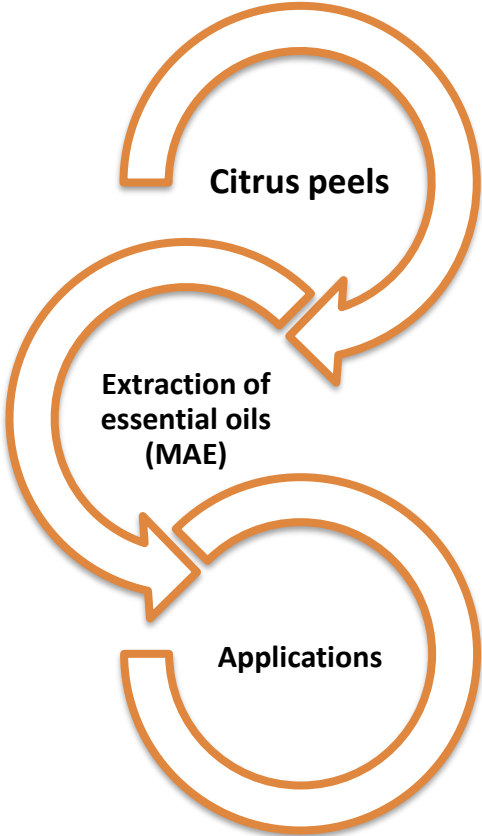 Citrus peels
Extraction of
essential oils
(MAE)
Applications